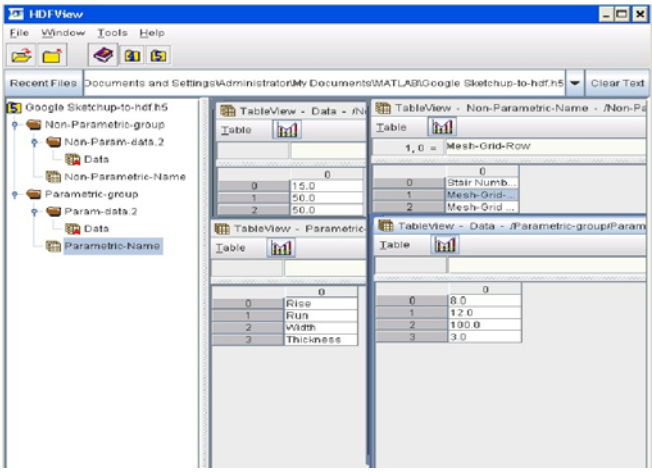 HDFView
File Window Tools Help
Recent Files Documents and Settings\Administrator\My Documents\MATLAB\Google Sketchup-to-hdf.h5 Clear Text
Google Sketchup-to-hdf.h5
Non-Parametric-group
Non-Param-data.2
Data
Non-Parametric-Name
Parametric-group
Param-data.2
Data
Parametric-Name
TableView - Data - /No
Table
0
0 15.0
1 50.0
2 50.0
TableView - Non-Parametric-Name - /Non-Pa
Table
1, 0 = Mesh-Grid-Row
0
0 Stair Numb...
1 Mesh-Grid-...
2 Mesh-Grid ...
TableView - Parametric-
Table
0
0 Rise
1 Run
2 Width
3 Thickness
TableView - Data - /Parametric-group/Param
Table
0
0 8.0
1 12.0
2 100.0
3 3.0